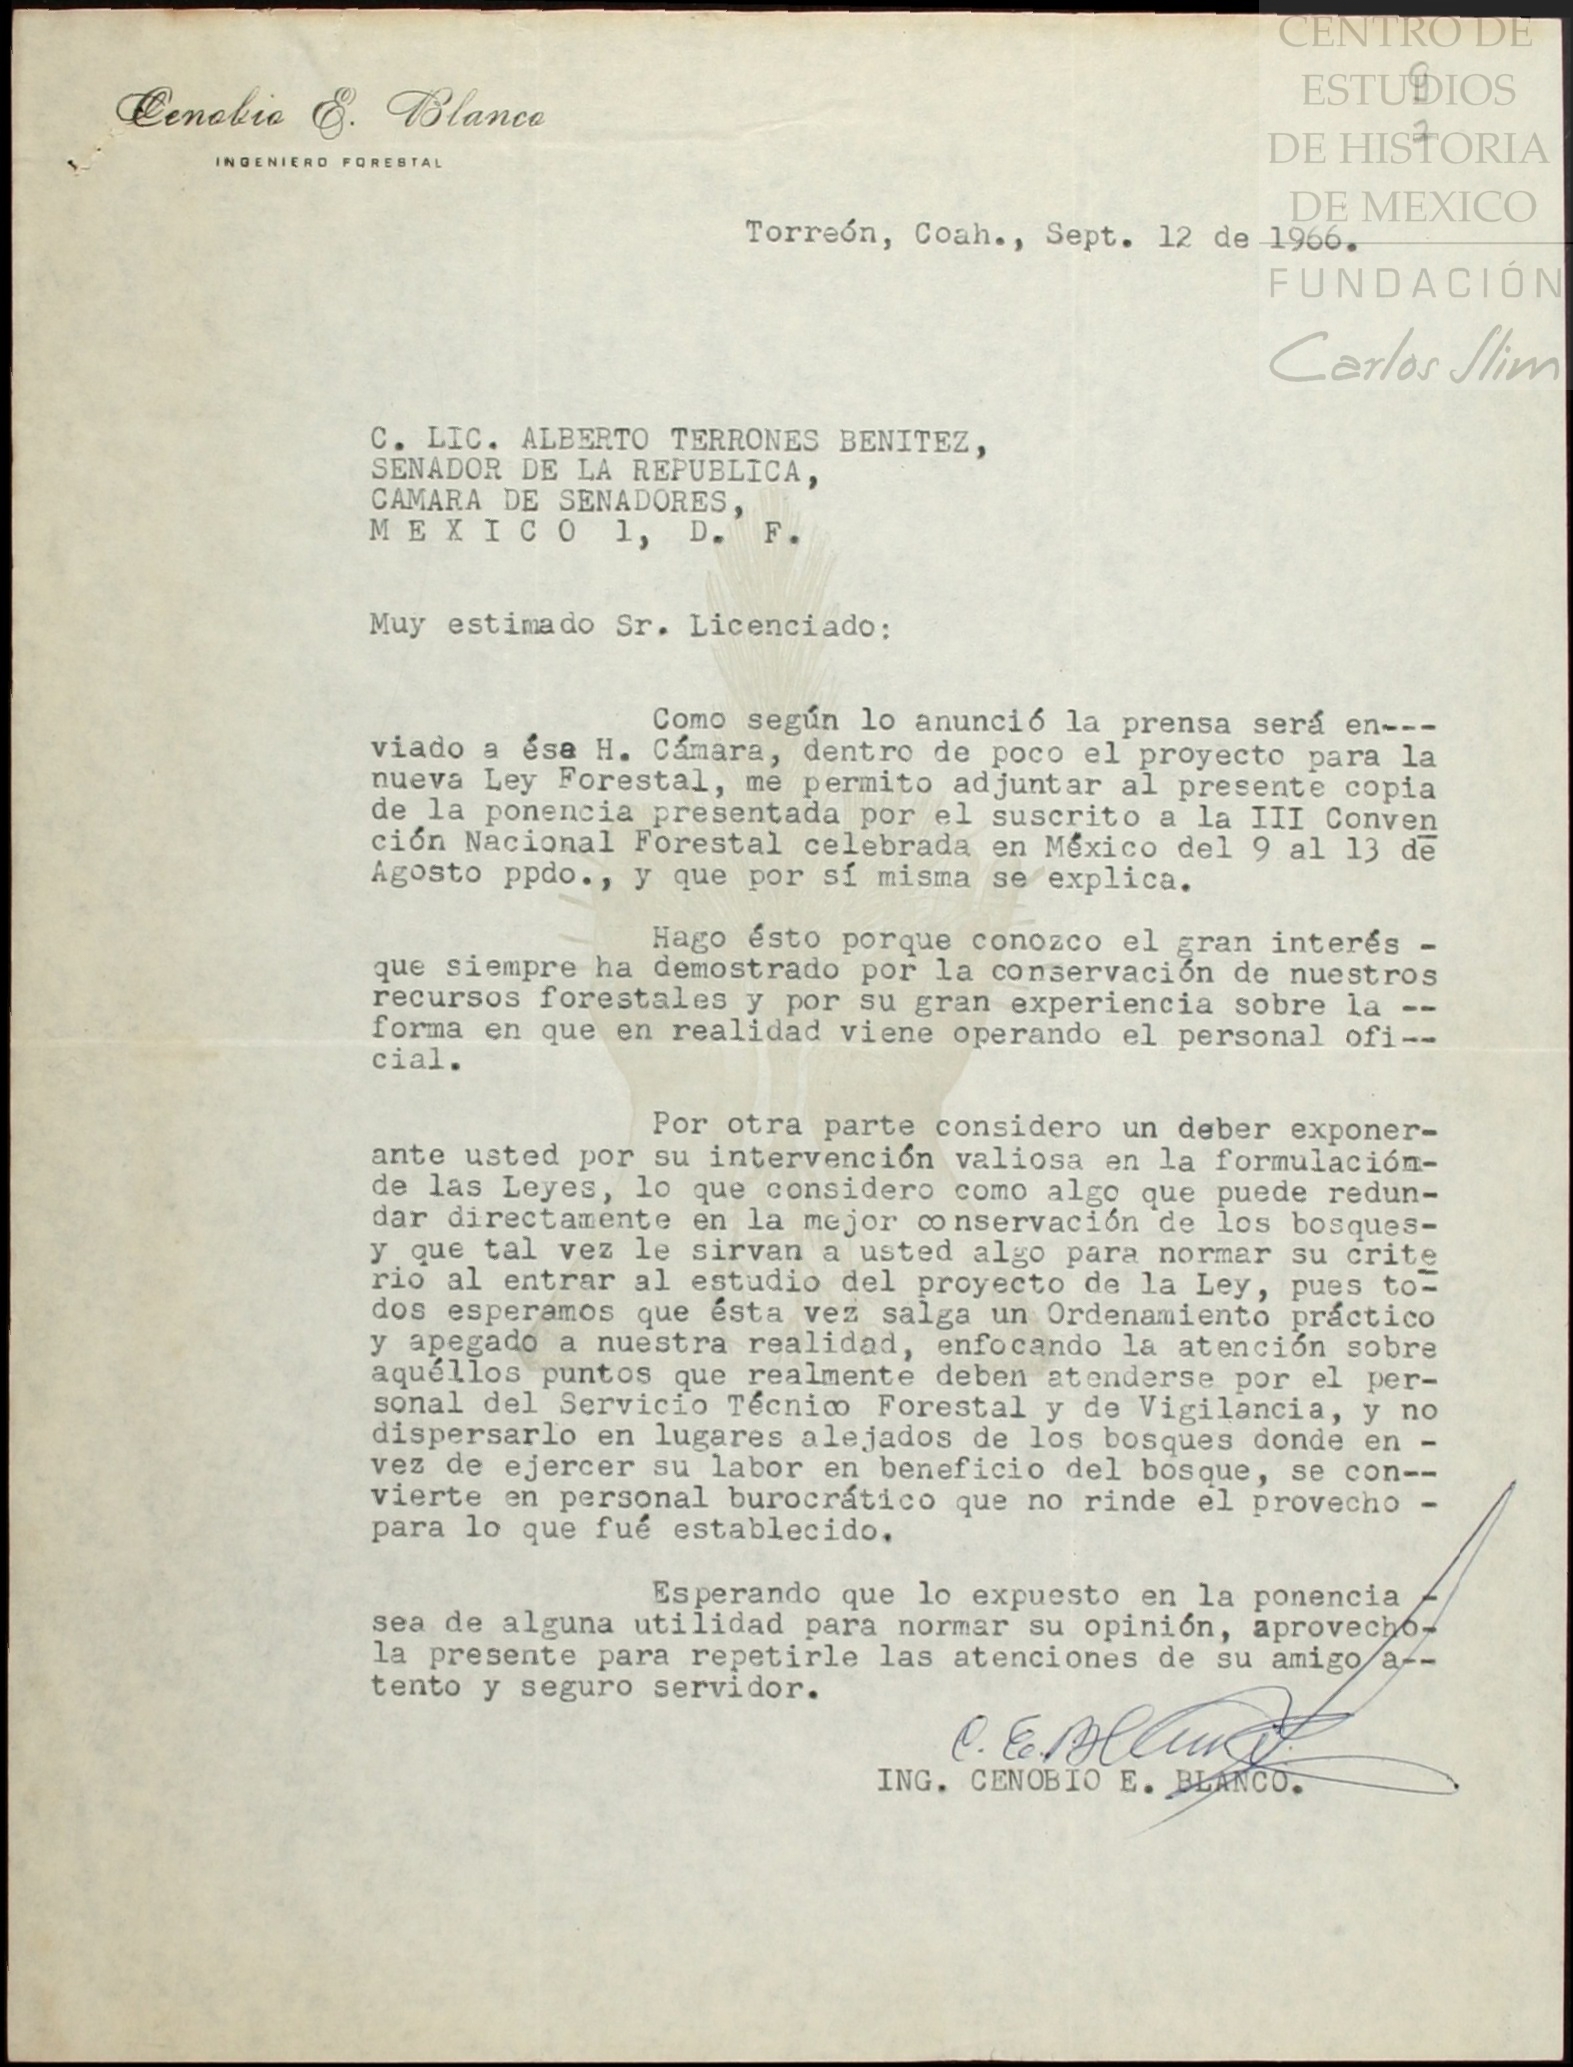 CENTRO DE
ESTUDIOS
DE HISTORIA
DE MEXICO
FUNDACIÓN
Carlos Slim
Cenobio E. Blanco
INGENIERO FORESTAL
Torreón, Coah., Sept. 12 de 1966.
C. LIC. ALBERTO TERRONES BENITEZ,
SENADOR DE LA REPUBLICA,
CAMARA DE SENADORES,
M E X I C O 1, D. F.
Muy estimado Sr. Licenciado:
Como según lo anunció la prensa será en---
viado a ésa H. Cámara, dentro de poco el proyecto para la
nueva Ley Forestal, me permito adjuntar al presente copia
de la ponencia presentada por el suscrito a la III Conven
ción Nacional Forestal celebrada en México del 9 al 13 de
Agosto ppdo., y que por sí misma se explica.
Hago ésto porque conozco el gran interés -
que siempre ha demostrado por la conservación de nuestros
recursos forestales y por su gran experiencia sobre la --
forma en que en realidad viene operando el personal ofi--
cial.
Por otra parte considero un deber exponer-
ante usted por su intervención valiosa en la formulación-
de las Leyes, lo que considero como algo que puede redun-
dar directamente en la mejor conservación de los bosques-
y que tal vez le sirvan a usted algo para normar su crite
rio al entrar al estudio del proyecto de la Ley, pues to-
dos esperamos que ésta vez salga un Ordenamiento práctico
y apegado a nuestra realidad, enfocando la atención sobre
aquéllos puntos que realmente deben atenderse por el per-
sonal del Servicio Técnico Forestal y de Vigilancia, y no
dispersarlo en lugares alejados de los bosques donde en -
vez de ejercer su labor en beneficio del bosque, se con--
vierte en personal burocrático que no rinde el provecho -
para lo que fué establecido.
Esperando que lo expuesto en la ponencia -
sea de alguna utilidad para normar su opinión, aprovecho-
la presente para repetirle las atenciones de su amigo a--
tento y seguro servidor.
C. E. Blanco
ING. CENOBIO E. BLANCO.